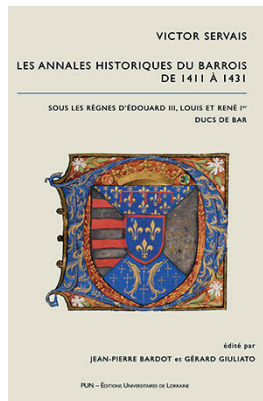 VICTOR SERVAIS
LES ANNALES HISTORIQUES DU BARROIS
DE 1411 À 1431
SOUS LES RÈGNES D'ÉDOUARD III, LOUIS ET RENÉ Iᵉʳ
DUCS DE BAR
édité par
JEAN-PIERRE BARDOT et GÉRARD GIULIATO
PUN – ÉDITIONS UNIVERSITAIRES DE LORRAINE